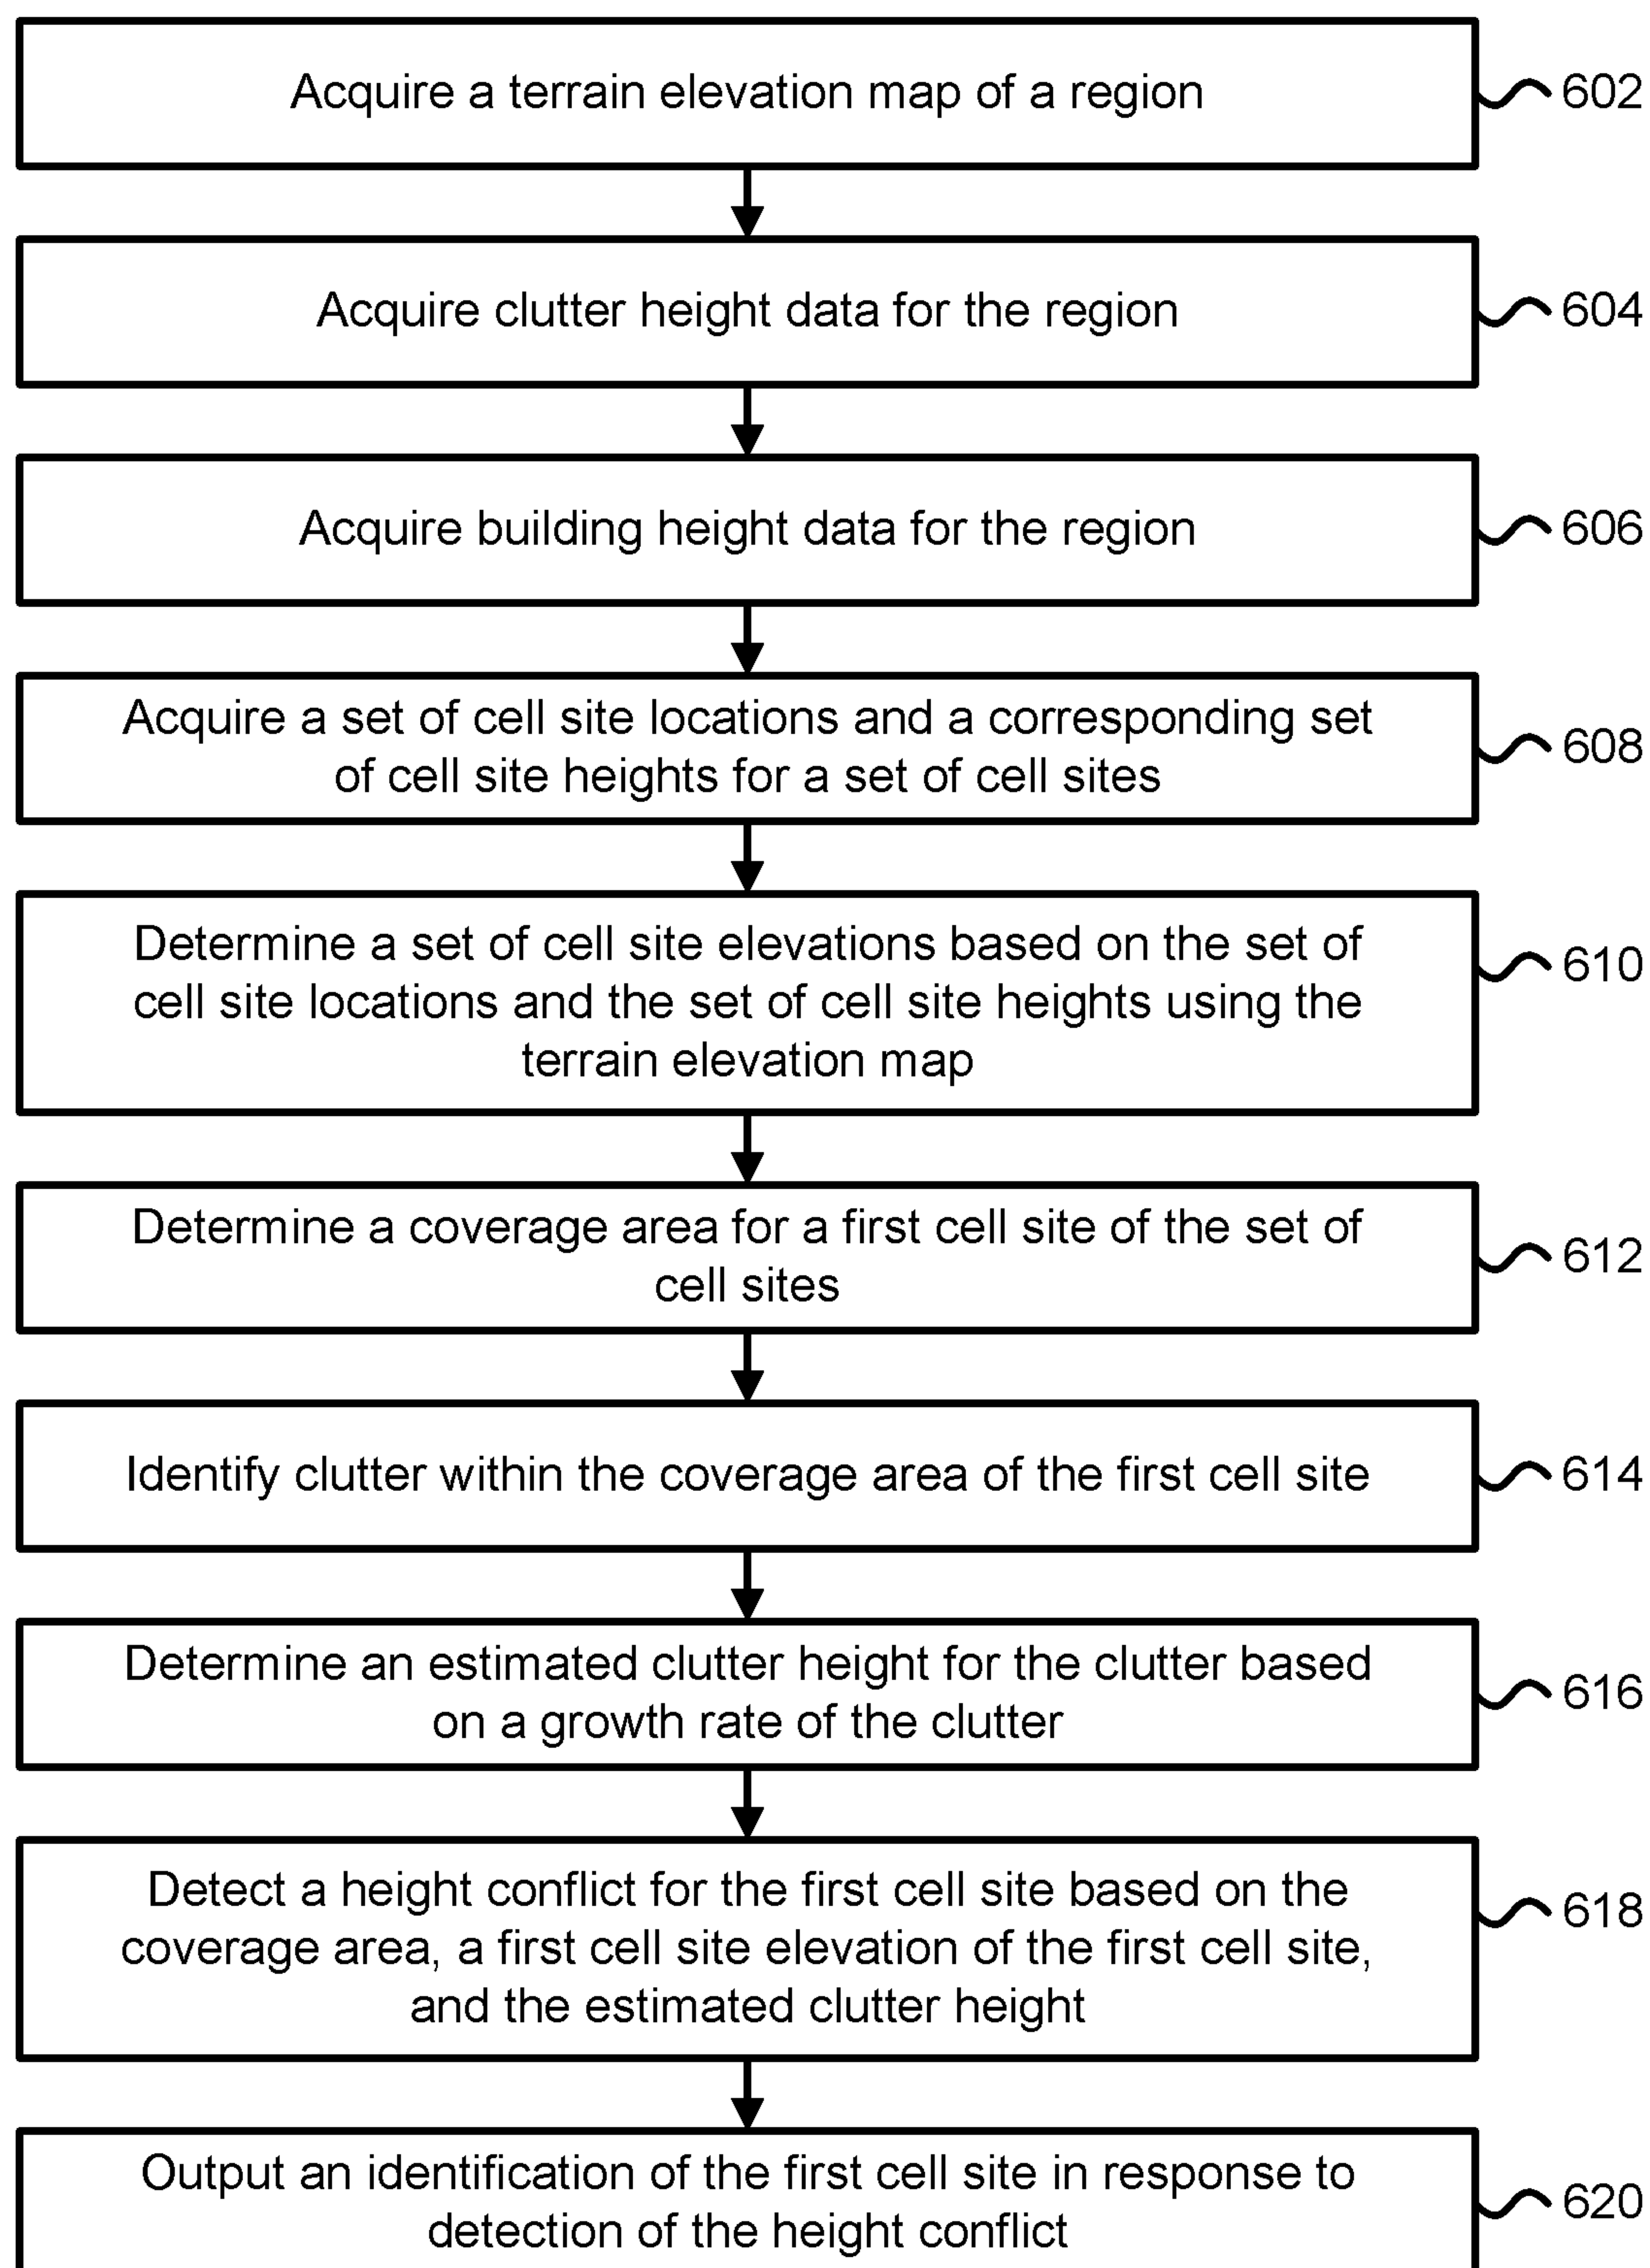 Acquire a terrain elevation map of a region
602
Acquire clutter height data for the region
604
Acquire building height data for the region
606
Acquire a set of cell site locations and a corresponding set
of cell site heights for a set of cell sites
608
Determine a set of cell site elevations based on the set of
cell site locations and the set of cell site heights using the
terrain elevation map
610
Determine a coverage area for a first cell site of the set of
cell sites
612
Identify clutter within the coverage area of the first cell site
614
Determine an estimated clutter height for the clutter based
on a growth rate of the clutter
616
Detect a height conflict for the first cell site based on the
coverage area, a first cell site elevation of the first cell site,
and the estimated clutter height
618
Output an identification of the first cell site in response to
detection of the height conflict
620